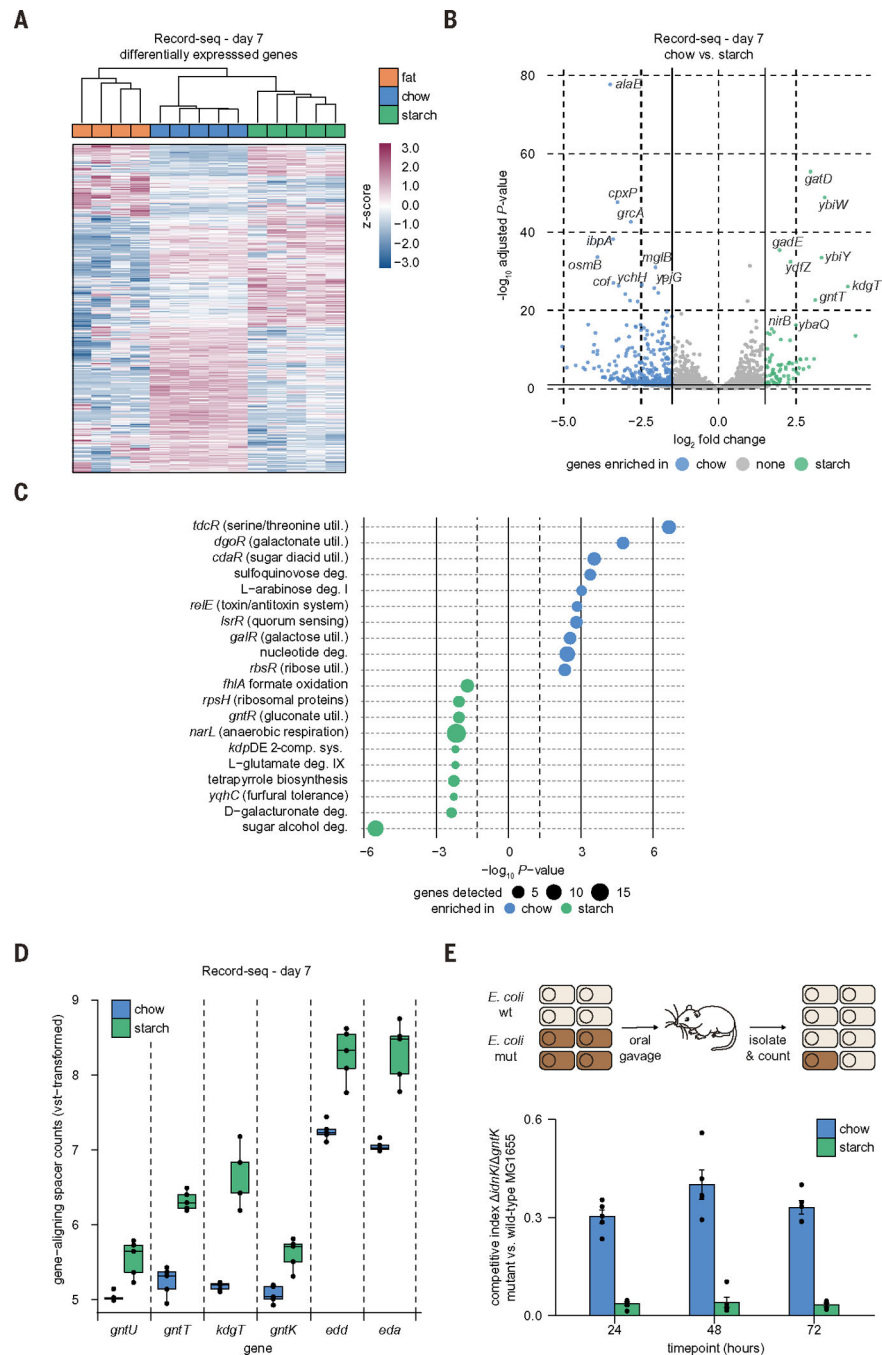 A
Record-seq - day 7
differentially expresssed genes
fat
chow
starch
3.0
2.0
1.0
0.0
−1.0
−2.0
−3.0
z-score
B
Record-seq - day 7
chow vs. starch
80
60
40
20
0
-log10 adjusted P-value
alaE
cpxP
grcA
ibpA
osmB
mglB
cof
ychH
ypjG
gatD
ybiW
gadE
ydfZ
ybiY
kdgT
gntT
nirB
ybaQ
−5.0
−2.5
0.0
2.5
log2 fold change
genes enriched in chow none starch
C
tdcR (serine/threonine util.)
dgoR (galactonate util.)
cdaR (sugar diacid util.)
sulfoquinovose deg.
L−arabinose deg. I
relE (toxin/antitoxin system)
lsrR (quorum sensing)
galR (galactose util.)
nucleotide deg.
rbsR (ribose util.)
fhlA formate oxidation
rpsH (ribosomal proteins)
gntR (gluconate util.)
narL (anaerobic respiration)
kdpDE 2-comp. sys.
L-glutamate deg. IX
tetrapyrrole biosynthesis
yqhC (furfural tolerance)
D-galacturonate deg.
sugar alcohol deg.
−6 −3 0 3 6
−log10 P−value
genes detected 5 10 15
enriched in chow starch
D
Record-seq - day 7
chow
starch
9
8
7
6
5
gene−aligning spacer counts (vst−transformed)
gntU gntT kdgT gntK edd eda
gene
E
E. coli
wt
E. coli
mut
oral
gavage
isolate
& count
chow
starch
0.6
0.3
0.0
competitive index ΔidnK/ΔgntK
mutant vs. wild-type MG1655
24 48 72
timepoint (hours)